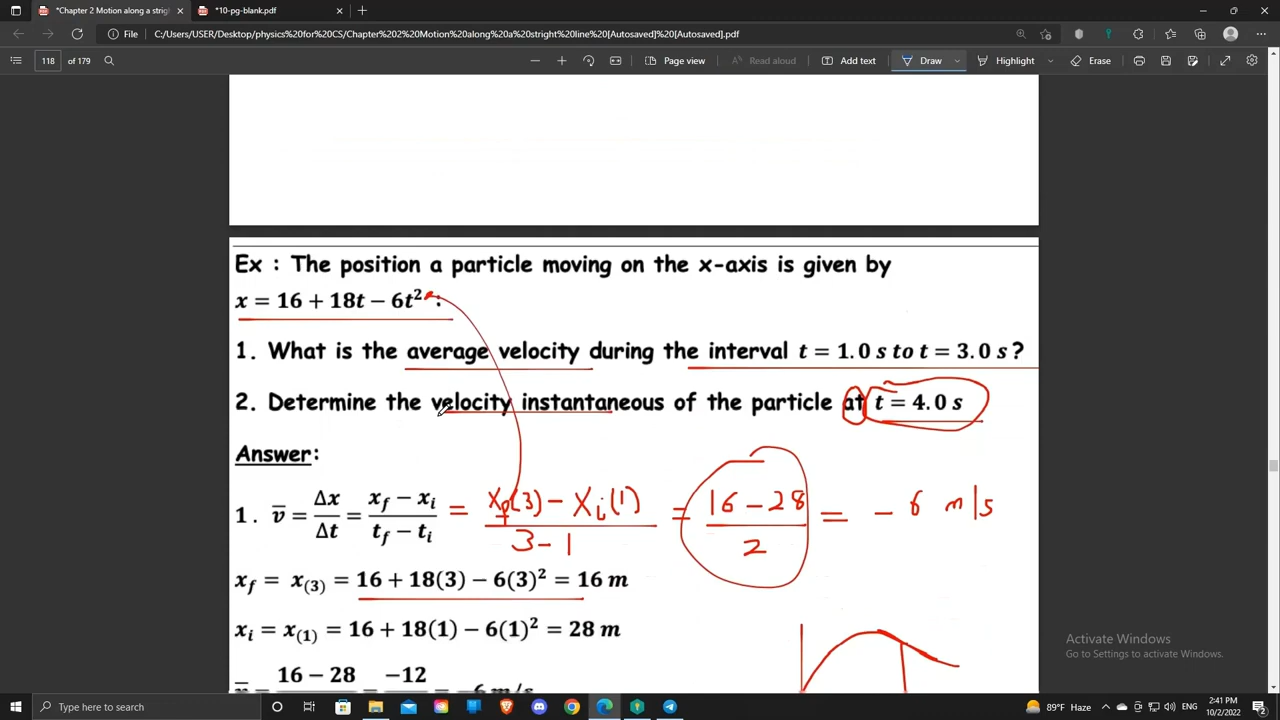 *Chapter 2 Motion along a strigh
*10-pg-blank.pdf
File
C:/Users/USER/Desktop/physics%20for%20CS/Chapter%202%20Motion%20along%20a%20stright%20line%20[Autosaved]%20[Autosaved].pdf
118 of 179
Page view
Read aloud
Add text
Draw
Highlight
Erase
Ex : The position a particle moving on the x-axis is given by
x = 16 + 18t − 6t² :
1. What is the average velocity during the interval t = 1.0 s to t = 3.0 s?
2. Determine the velocity instantaneous of the particle at t = 4.0 s
Answer:
1. v̄ = Δx/Δt = (x_f − x_i)/(t_f − t_i) = (X_f(3) − X_i(1))/(3 − 1) = (16 − 28)/2 = − 6 m/s
x_f = x_(3) = 16 + 18(3) − 6(3)² = 16 m
x_i = x_(1) = 16 + 18(1) − 6(1)² = 28 m
16 − 28 −12
6 m/s
Activate Windows
Go to Settings to activate Windows.
Type here to search
89°F Haze
2:41 PM
10/2/2022